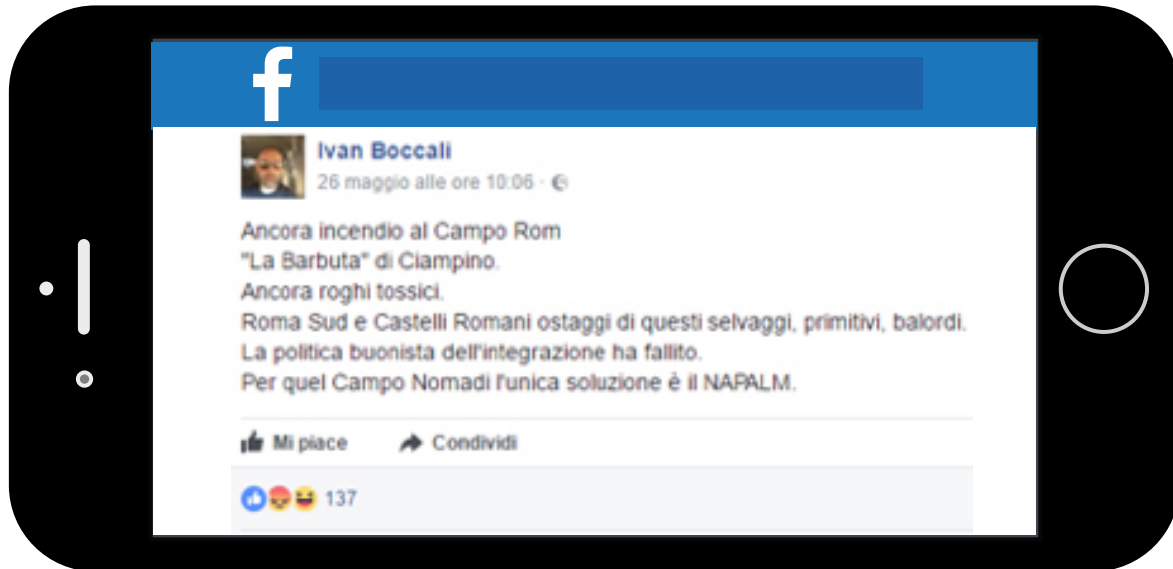 f
Ivan Boccali
26 maggio alle ore 10:06 ·
Ancora incendio al Campo Rom
"La Barbuta" di Ciampino.
Ancora roghi tossici.
Roma Sud e Castelli Romani ostaggi di questi selvaggi, primitivi, balordi.
La politica buonista dell'integrazione ha fallito.
Per quel Campo Nomadi l'unica soluzione è il NAPALM.
Mi piace Condividi
137